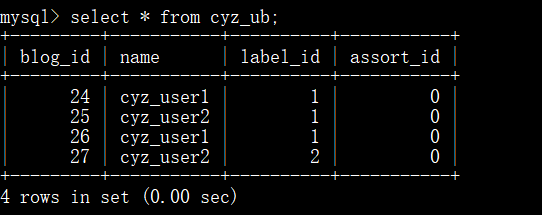 mysql> select * from cyz_ub;
+---------+-----------+----------+-----------+
| blog_id | name      | label_id | assort_id |
+---------+-----------+----------+-----------+
|      24 | cyz_user1 |        1 |         0 |
|      25 | cyz_user2 |        1 |         0 |
|      26 | cyz_user1 |        1 |         0 |
|      27 | cyz_user2 |        2 |         0 |
+---------+-----------+----------+-----------+
4 rows in set (0.00 sec)